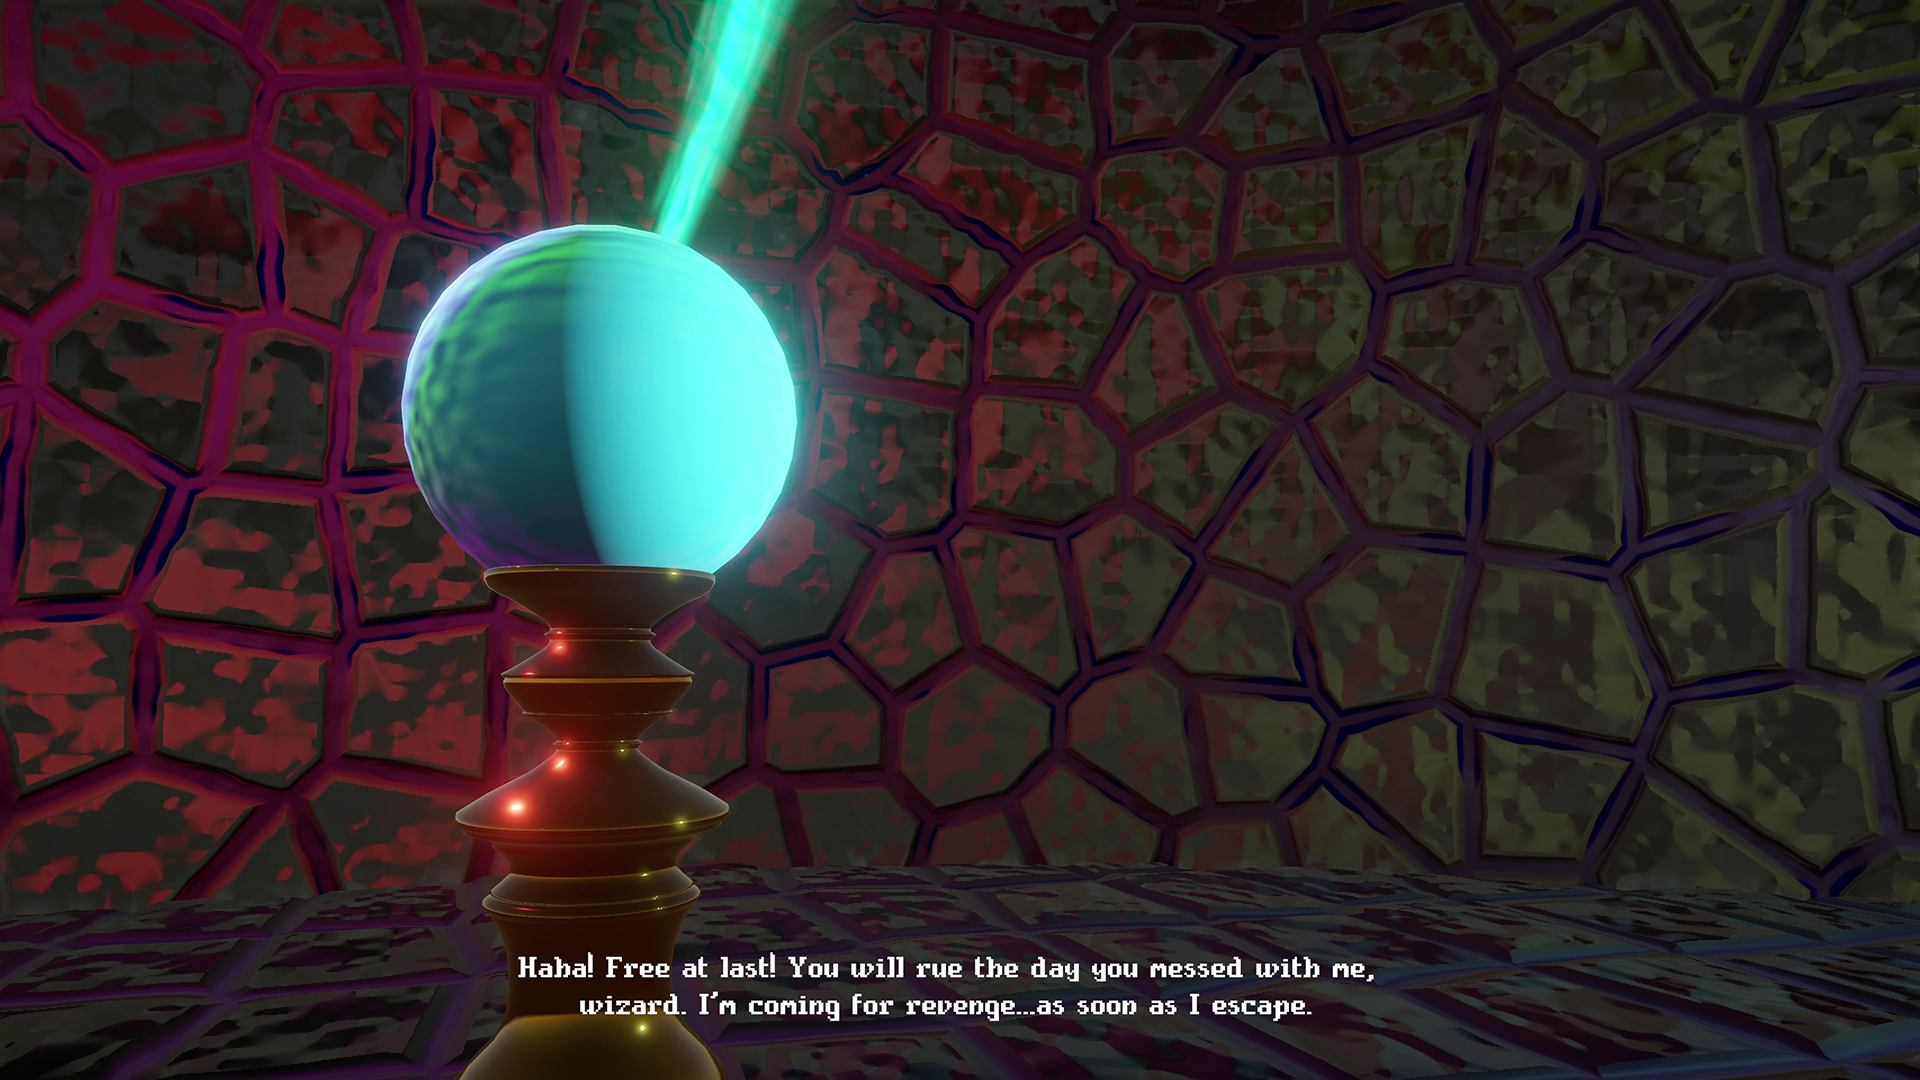 Haha! Free at last! You will rue the day you messed with me,
wizard. I'm coming for revenge...as soon as I escape.